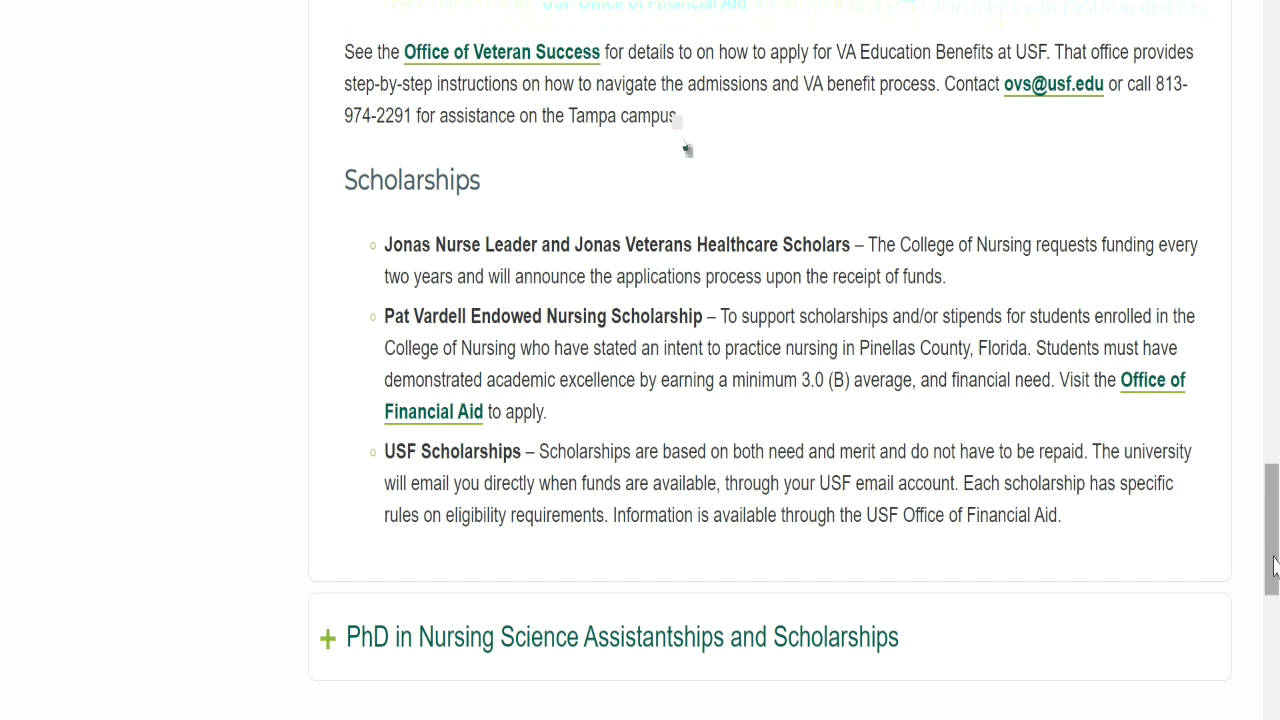 USF Office of Financial Aid
See the Office of Veteran Success for details to on how to apply for VA Education Benefits at USF. That office provides
step-by-step instructions on how to navigate the admissions and VA benefit process. Contact ovs@usf.edu or call 813-
974-2291 for assistance on the Tampa campus
Scholarships
Jonas Nurse Leader and Jonas Veterans Healthcare Scholars – The College of Nursing requests funding every
two years and will announce the applications process upon the receipt of funds.
Pat Vardell Endowed Nursing Scholarship – To support scholarships and/or stipends for students enrolled in the
College of Nursing who have stated an intent to practice nursing in Pinellas County, Florida. Students must have
demonstrated academic excellence by earning a minimum 3.0 (B) average, and financial need. Visit the Office of
Financial Aid to apply.
USF Scholarships – Scholarships are based on both need and merit and do not have to be repaid. The university
will email you directly when funds are available, through your USF email account. Each scholarship has specific
rules on eligibility requirements. Information is available through the USF Office of Financial Aid.
+ PhD in Nursing Science Assistantships and Scholarships